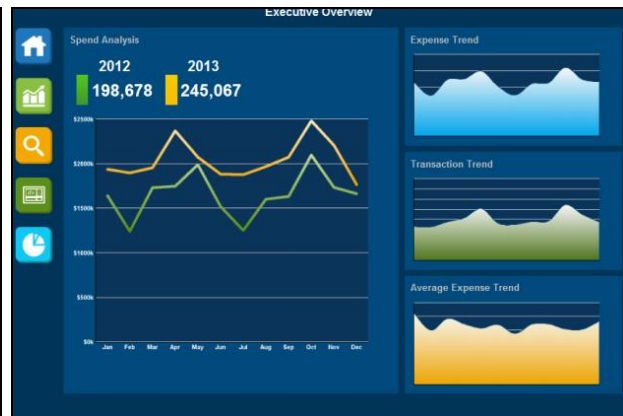 Executive Overview
Spend Analysis
2012 2013
198,678 245,067
$2500k
$2000k
$1500k
$1000k
$500k
$0k
Jan Feb Mar Apr May Jun Jul Aug Sep Oct Nov Dec
Expense Trend
Transaction Trend
Average Expense Trend